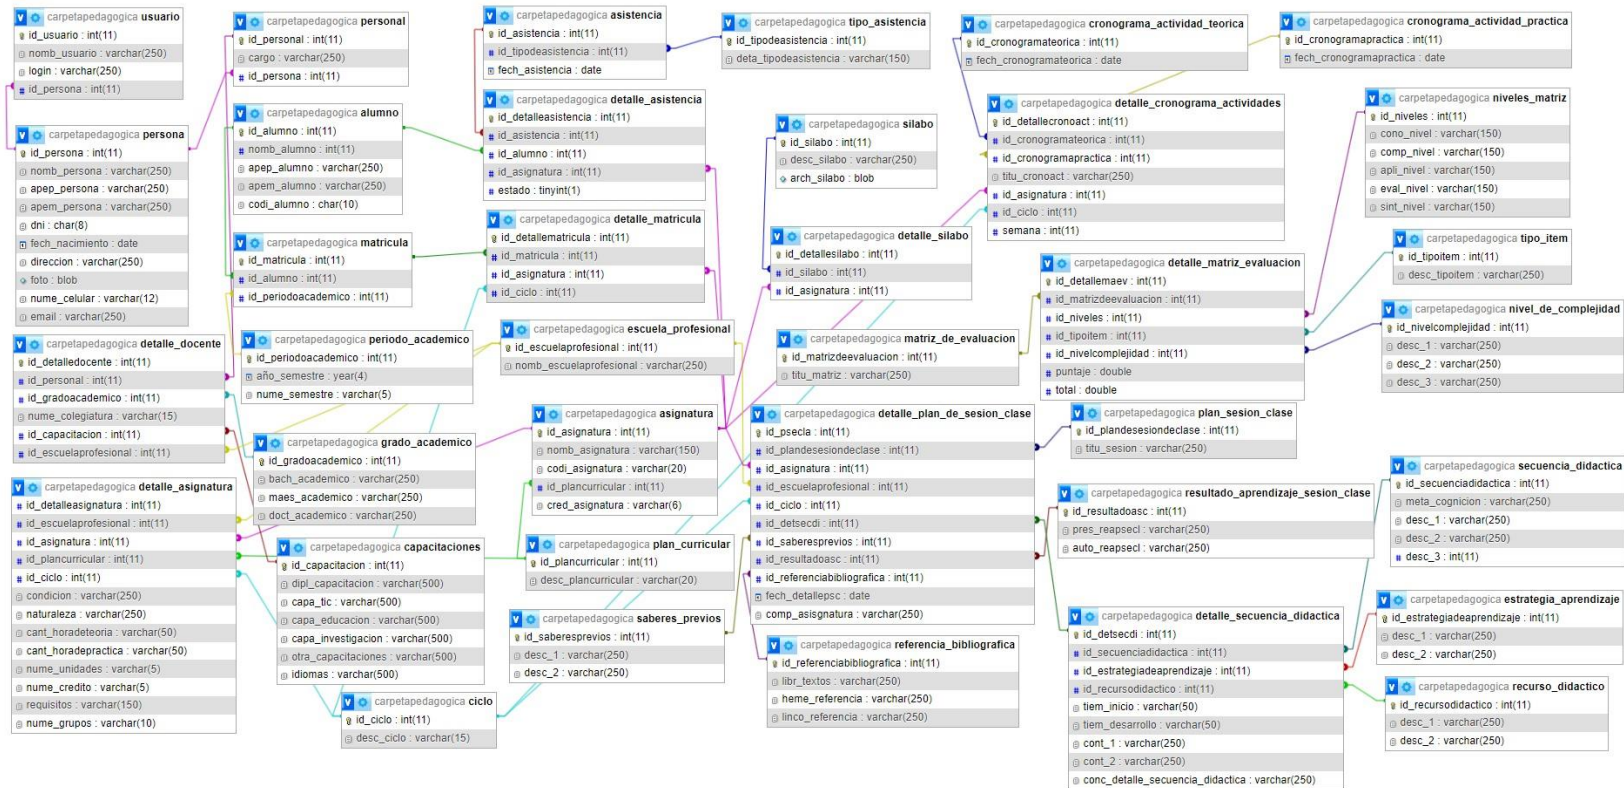 carpetapedagogica usuario
id_usuario : int(11)
nomb_usuario : varchar(250)
login : varchar(250)
id_persona : int(11)
carpetapedagogica persona
id_persona : int(11)
nomb_persona : varchar(250)
apep_persona : varchar(250)
apem_persona : varchar(250)
dni : char(8)
fech_nacimiento : date
direccion : varchar(250)
foto : blob
nume_celular : varchar(12)
email : varchar(250)
carpetapedagogica detalle_docente
id_detalledocente : int(11)
id_personal : int(11)
id_gradoacademico : int(11)
nume_colegiatura : varchar(15)
id_capacitacion : int(11)
id_escuelaprofesional : int(11)
carpetapedagogica detalle_asignatura
id_detalleasignatura : int(11)
id_escuelaprofesional : int(11)
id_asignatura : int(11)
id_plancurricular : int(11)
id_ciclo : int(11)
condicion : varchar(250)
naturaleza : varchar(250)
cant_horadeteoria : varchar(50)
cant_horadepractica : varchar(50)
nume_unidades : varchar(5)
nume_credito : varchar(5)
requisitos : varchar(150)
nume_grupos : varchar(10)
carpetapedagogica personal
id_personal : int(11)
cargo : varchar(250)
id_persona : int(11)
carpetapedagogica alumno
id_alumno : int(11)
nomb_alumno : int(11)
apep_alumno : varchar(250)
apem_alumno : varchar(250)
codi_alumno : char(10)
carpetapedagogica matricula
id_matricula : int(11)
id_alumno : int(11)
id_periodoacademico : int(11)
carpetapedagogica periodo_academico
id_periodoacademico : int(11)
año_semestre : year(4)
nume_semestre : varchar(5)
carpetapedagogica grado_academico
id_gradoacademico : int(11)
bach_academico : varchar(250)
maes_academico : varchar(250)
doct_academico : varchar(250)
carpetapedagogica capacitaciones
id_capacitacion : int(11)
dipl_capacitacion : varchar(500)
capa_tic : varchar(500)
capa_educacion : varchar(500)
capa_investigacion : varchar(500)
otra_capacitaciones : varchar(500)
idiomas : varchar(500)
carpetapedagogica ciclo
id_ciclo : int(11)
desc_ciclo : varchar(15)
carpetapedagogica asistencia
id_asistencia : int(11)
id_tipodeasistencia : int(11)
fech_asistencia : date
carpetapedagogica detalle_asistencia
id_detalleasistencia : int(11)
id_asistencia : int(11)
id_alumno : int(11)
id_asignatura : int(11)
estado : tinyint(1)
carpetapedagogica detalle_matricula
id_detallematricula : int(11)
id_matricula : int(11)
id_asignatura : int(11)
id_ciclo : int(11)
carpetapedagogica escuela_profesional
id_escuelaprofesional : int(11)
nomb_escuelaprofesional : varchar(250)
carpetapedagogica asignatura
id_asignatura : int(11)
nomb_asignatura : varchar(150)
codi_asignatura : varchar(20)
id_plancurricular : int(11)
cred_asignatura : varchar(6)
carpetapedagogica plan_curricular
id_plancurricular : int(11)
desc_plancurricular : varchar(20)
carpetapedagogica saberes_previos
id_saberesprevios : int(11)
desc_1 : varchar(250)
desc_2 : varchar(250)
carpetapedagogica tipo_asistencia
id_tipodeasistencia : int(11)
deta_tipodeasistencia : varchar(150)
carpetapedagogica silabo
id_silabo : int(11)
desc_silabo : varchar(250)
arch_silabo : blob
carpetapedagogica detalle_silabo
id_detallesilabo : int(11)
id_silabo : int(11)
id_asignatura : int(11)
carpetapedagogica matriz_de_evaluacion
id_matrizdeevaluacion : int(11)
titu_matriz : varchar(250)
carpetapedagogica detalle_plan_de_sesion_clase
id_psecla : int(11)
id_plandesesiondeclase : int(11)
id_asignatura : int(11)
id_escuelaprofesional : int(11)
id_ciclo : int(11)
id_detsecdi : int(11)
id_saberesprevios : int(11)
id_resultadoasc : int(11)
id_referenciabibliografica : int(11)
fech_detallepsc : date
comp_asisgnatura : varchar(250)
carpetapedagogica referencia_bibliografica
id_referenciabibliografica : int(11)
libr_textos : varchar(250)
heme_referencia : varchar(250)
linco_referencia : varchar(250)
carpetapedagogica cronograma_actividad_teorica
id_cronogramateorica : int(11)
fech_cronogramateorica : date
carpetapedagogica cronograma_actividad_practica
id_cronogramapractica : int(11)
fech_cronogramapractica : date
carpetapedagogica detalle_cronograma_actividades
id_detallecronoact : int(11)
id_cronogramateorica : int(11)
id_cronogramapractica : int(11)
titu_cronoact : varchar(250)
id_asignatura : int(11)
id_ciclo : int(11)
semana : int(11)
carpetapedagogica detalle_matriz_evaluacion
id_detallemaev : int(11)
id_matrizdeevaluacion : int(11)
id_niveles : int(11)
id_tipoitem : int(11)
id_nivelcomplejidad : int(11)
puntaje : double
total : double
carpetapedagogica plan_sesion_clase
id_plandesesiondeclase : int(11)
titu_sesion : varchar(250)
carpetapedagogica resultado_aprendizaje_sesion_clase
id_resultadoasc : int(11)
pres_reapsecl : varchar(250)
auto_reapsecl : varchar(250)
carpetapedagogica detalle_secuencia_didactica
id_detsecdi : int(11)
id_secuenciadidactica : int(11)
id_estrategiadeaprendizaje : int(11)
id_recursodidactico : int(11)
tiem_inicio : varchar(50)
tiem_desarrollo : varchar(50)
cont_1 : varchar(250)
cont_2 : varchar(250)
conc_detalle_secuencia_didactica : varchar(250)
carpetapedagogica niveles_matriz
id_niveles : int(11)
cono_nivel : varchar(150)
comp_nivel : varchar(150)
apli_nivel : varchar(150)
eval_nivel : varchar(150)
sint_nivel : varchar(150)
carpetapedagogica tipo_item
id_tipoitem : int(11)
desc_tipoitem : varchar(250)
carpetapedagogica nivel_de_complejidad
id_nivelcomplejidad : int(11)
desc_1 : varchar(250)
desc_2 : varchar(250)
desc_3 : varchar(250)
carpetapedagogica secuencia_didactica
id_secuenciadidactica : int(11)
meta_cognicion : varchar(250)
desc_1 : varchar(250)
desc_2 : varchar(250)
desc_3 : int(11)
carpetapedagogica estrategia_aprendizaje
id_estrategiadeaprendizaje : int(11)
desc_1 : varchar(250)
desc_2 : varchar(250)
carpetapedagogica recurso_didactico
id_recursodidactico : int(11)
desc_1 : varchar(250)
desc_2 : varchar(250)